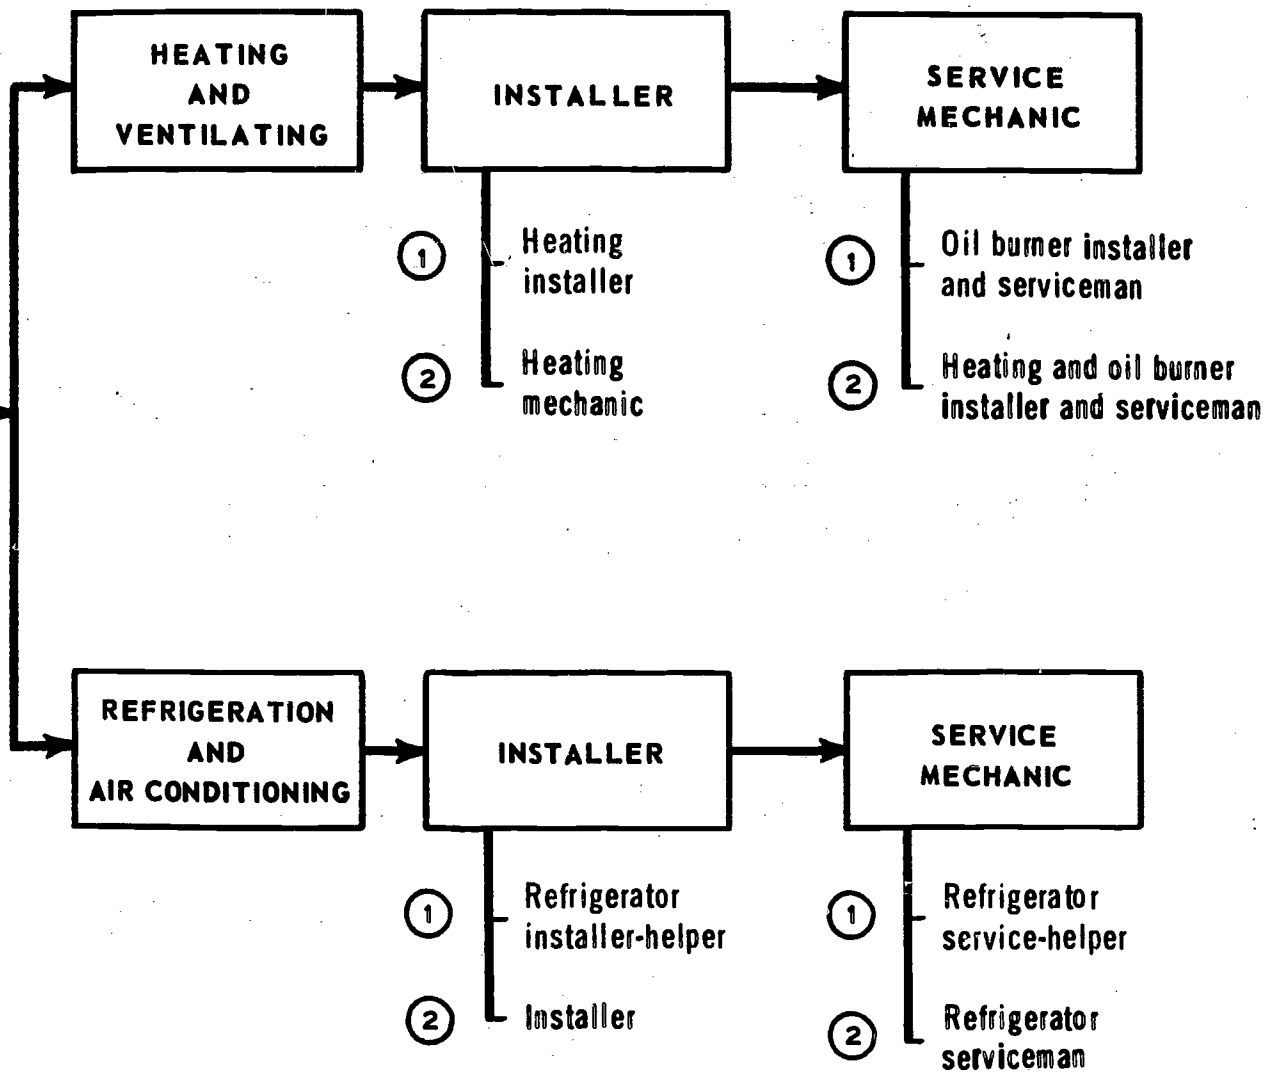 HEATING
AND
VENTILATING
INSTALLER
SERVICE
MECHANIC
1
Heating
installer
2
Heating
mechanic
1
Oil burner installer
and serviceman
2
Heating and oil burner
installer and serviceman
REFRIGERATION
AND
AIR CONDITIONING
INSTALLER
SERVICE
MECHANIC
1
Refrigerator
installer-helper
2
Installer
1
Refrigerator
service-helper
2
Refrigerator
serviceman